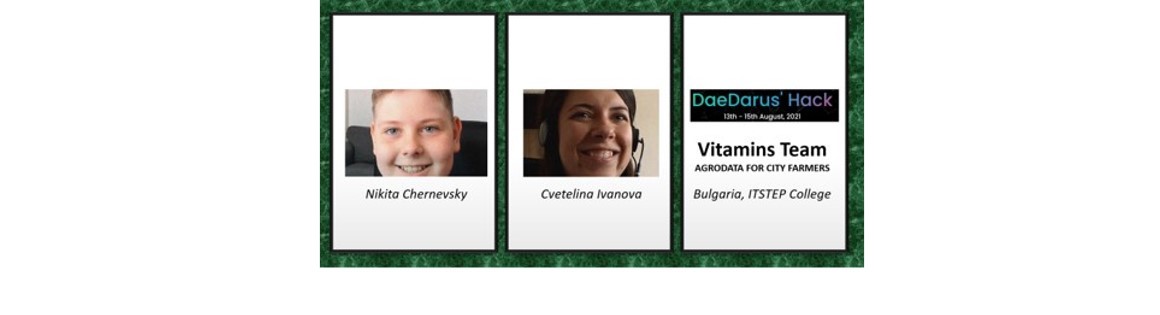 Nikita Chernevsky
Cvetelina Ivanova
DaeDarus' Hack
13th - 15th August, 2021
Vitamins Team
AGRODATA FOR CITY FARMERS
Bulgaria, ITSTEP College